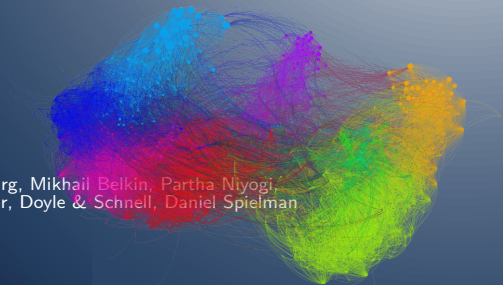 rg, Mikhail Belkin, Partha Niyogi,
r, Doyle & Schnell, Daniel Spielman